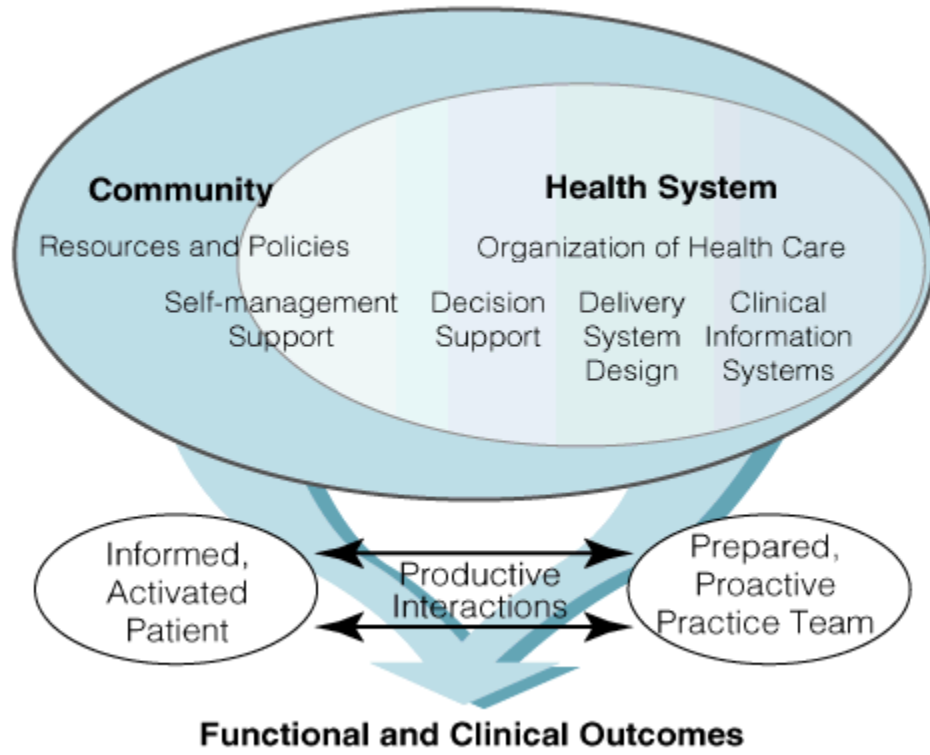 Community
Health System
Resources and Policies
Organization of Health Care
Self-management
Support
Decision
Support
Delivery
System
Design
Clinical
Information
Systems
Informed,
Activated
Patient
Productive
Interactions
Prepared,
Proactive
Practice Team
Functional and Clinical Outcomes